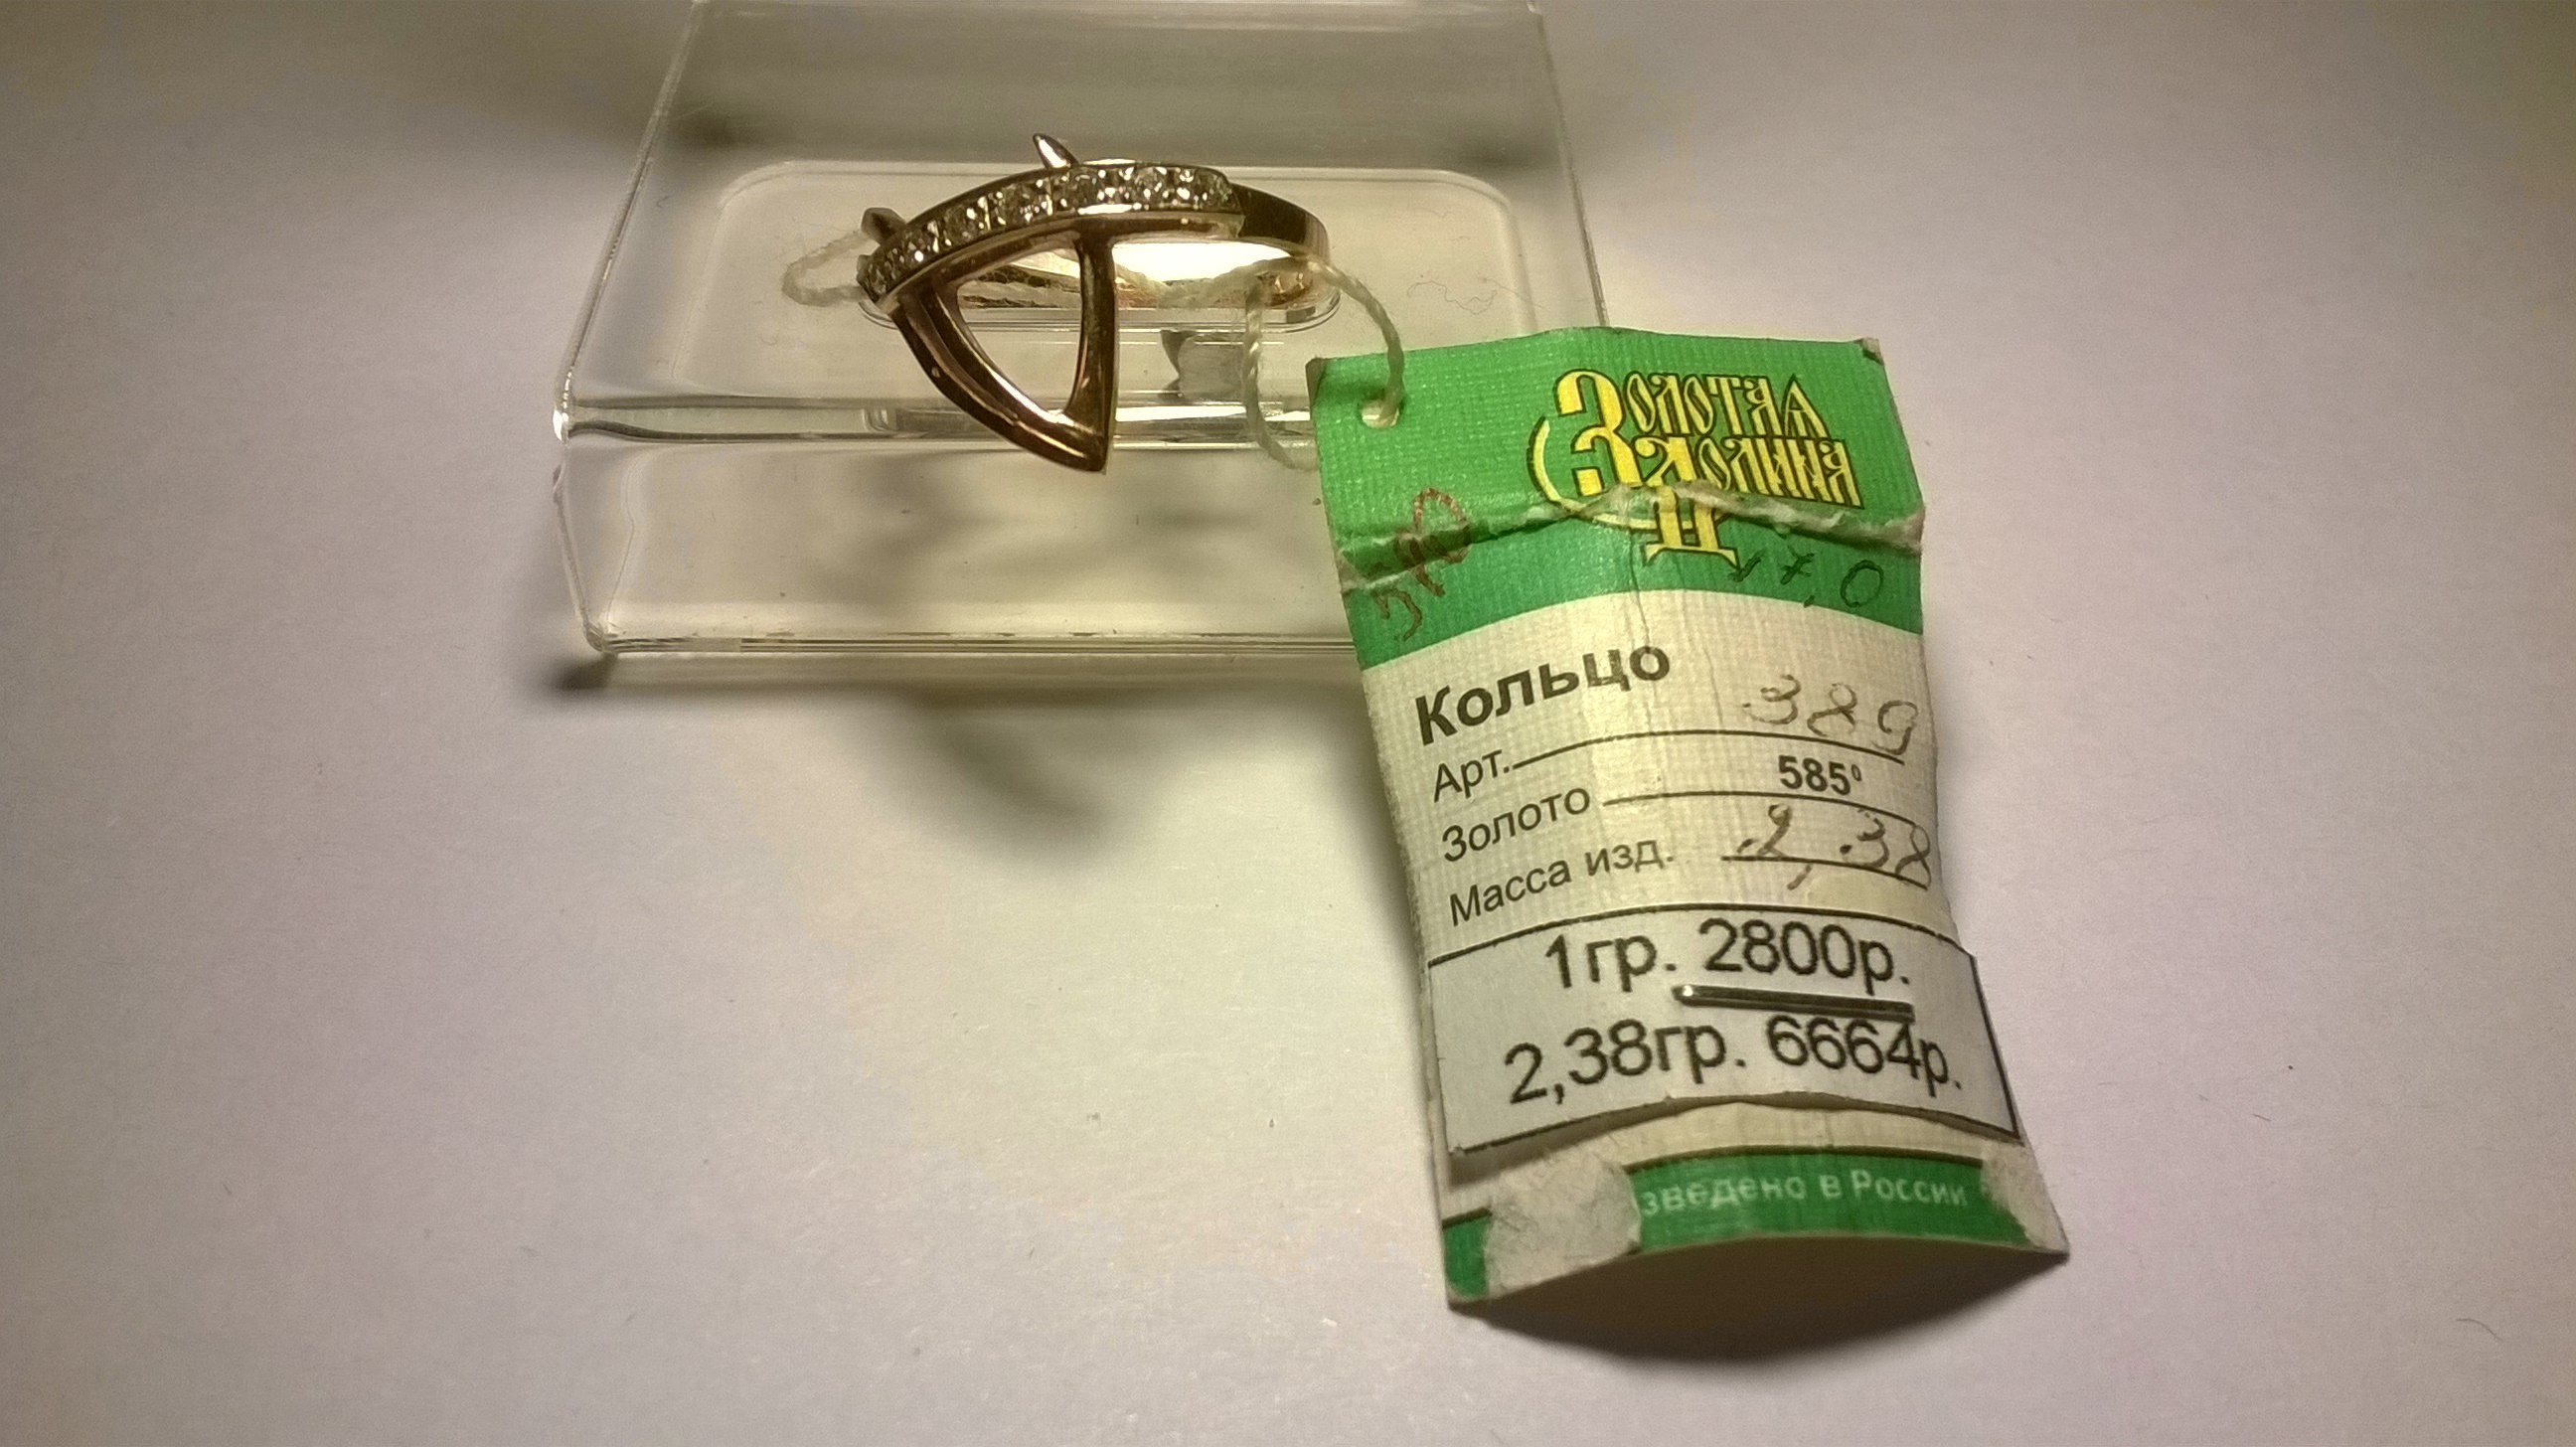 Золотая
Долина
17,0
Кольцо
Арт. 389
Золото 585⁰
Масса изд. 2,38
1гр. 2800р.
2,38гр. 6664р.
зведено в России